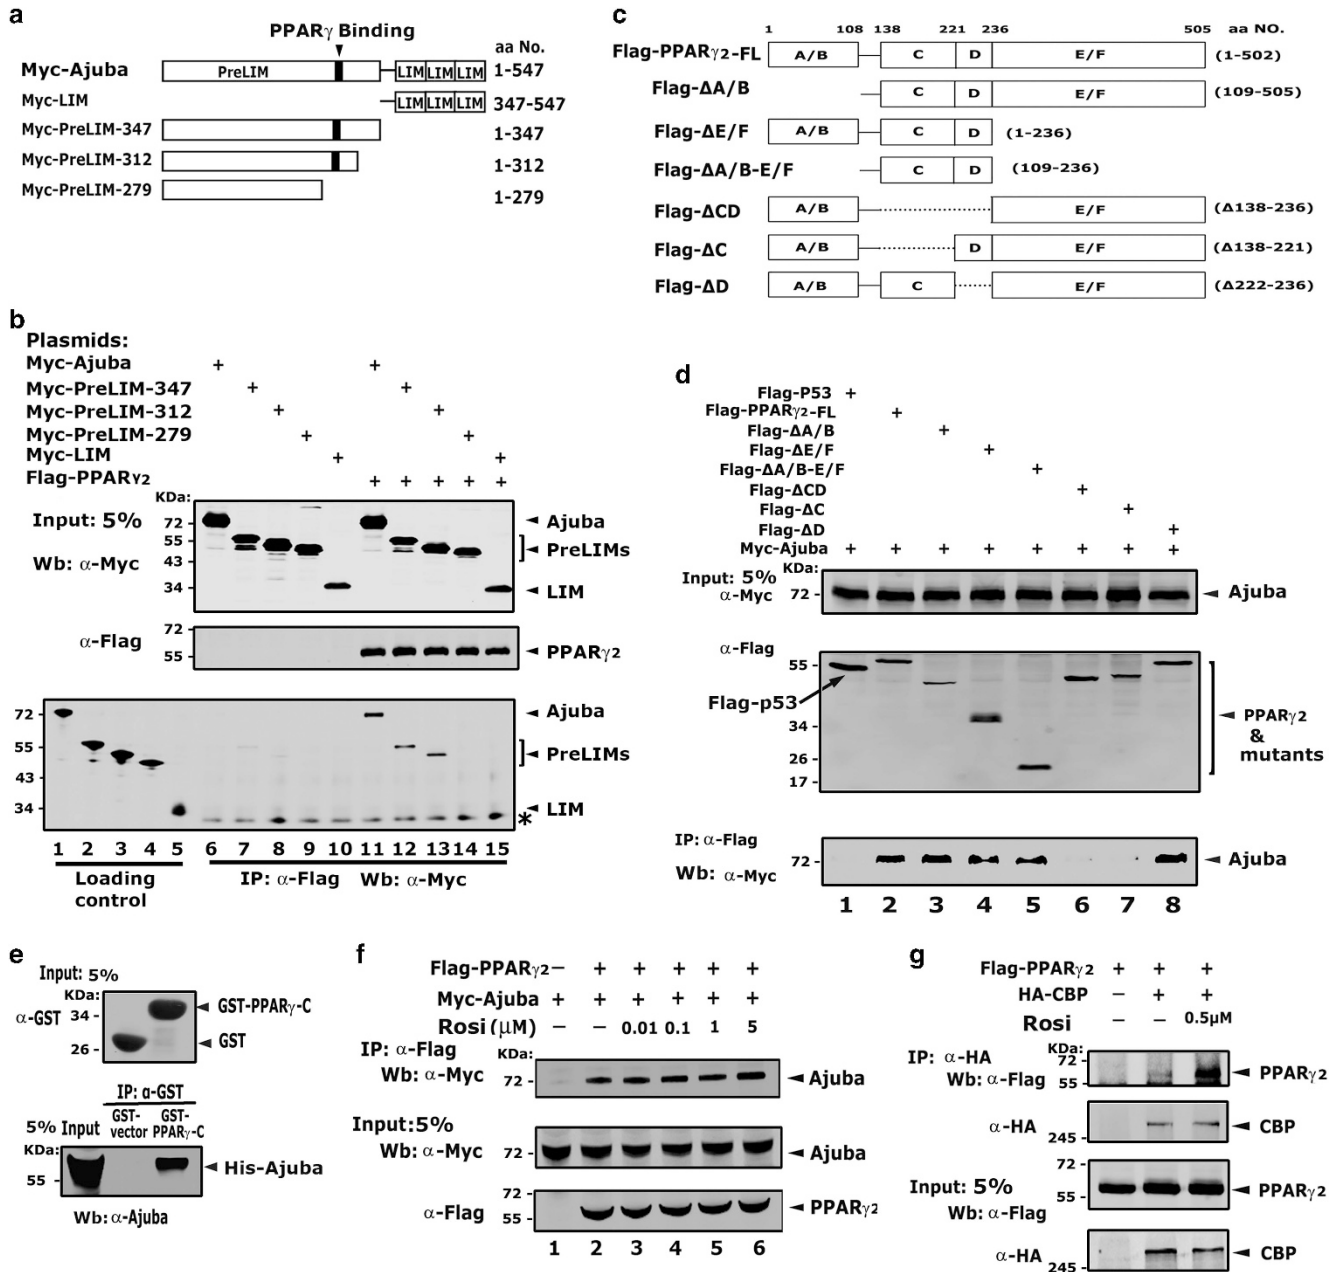 a
PPARγ Binding
aa No.
Myc-Ajuba PreLIM LIM LIM LIM 1-547
Myc-LIM LIM LIM LIM 347-547
Myc-PreLIM-347 1-347
Myc-PreLIM-312 1-312
Myc-PreLIM-279 1-279
b
Plasmids:
Myc-Ajuba + +
Myc-PreLIM-347 + +
Myc-PreLIM-312 + +
Myc-PreLIM-279 + +
Myc-LIM + +
Flag-PPARγ2 + + + + +
KDa:
Input: 5%
Wb: α-Myc
72
55
43
34
Ajuba
PreLIMs
LIM
α-Flag
72
55
PPARγ2
72
55
43
34
Ajuba
PreLIMs
LIM
*
1 2 3 4 5 6 7 8 9 10 11 12 13 14 15
Loading control
IP: α-Flag Wb: α-Myc
c
1 108 138 221 236 505 aa NO.
Flag-PPARγ2-FL A/B C D E/F (1-502)
Flag-ΔA/B C D E/F (109-505)
Flag-ΔE/F A/B C D (1-236)
Flag-ΔA/B-E/F C D (109-236)
Flag-ΔCD A/B E/F (Δ138-236)
Flag-ΔC A/B D E/F (Δ138-221)
Flag-ΔD A/B C E/F (Δ222-236)
d
Flag-P53 +
Flag-PPARγ2-FL +
Flag-ΔA/B +
Flag-ΔE/F +
Flag-ΔA/B-E/F +
Flag-ΔCD +
Flag-ΔC +
Flag-ΔD +
Myc-Ajuba + + + + + + + +
Input: 5%
α-Myc
KDa:
72
Ajuba
α-Flag
55
34
26
17
Flag-p53
PPARγ2
&
mutants
IP: α-Flag
Wb: α-Myc
72
Ajuba
1 2 3 4 5 6 7 8
e
Input: 5%
KDa:
α-GST
34
26
GST-PPARγ-C
GST
IP: α-GST
5% Input GST-vector GST-PPARγ-C
KDa:
55
His-Ajuba
Wb: α-Ajuba
f
Flag-PPARγ2 – + + + + +
Myc-Ajuba + + + + + +
Rosi (μM) – – 0.01 0.1 1 5
IP: α-Flag
Wb: α-Myc
KDa:
72
Ajuba
Input:5%
Wb: α-Myc
72
Ajuba
α-Flag
72
55
PPARγ2
1 2 3 4 5 6
g
Flag-PPARγ2 + + +
HA-CBP – + +
Rosi – – 0.5μM
IP: α-HA
Wb: α-Flag
KDa:
72
55
PPARγ2
α-HA
245
CBP
Input: 5%
Wb: α-Flag
72
55
PPARγ2
α-HA
245
CBP